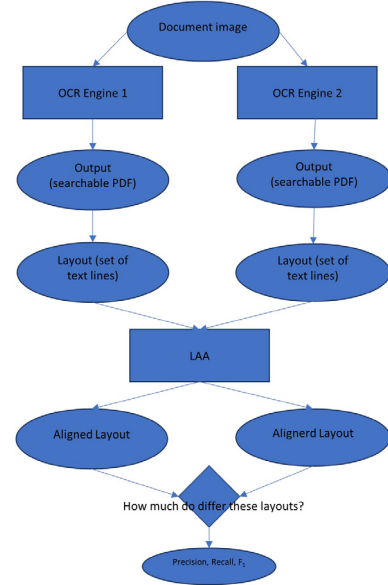 Document image
OCR Engine 1
OCR Engine 2
Output
(searchable PDF)
Output
(searchable PDF)
Layout (set of
text lines)
Layout (set of
text lines)
LAA
Aligned Layout
Alignerd Layout
How much do differ these layouts?
Precision, Recall, F₁